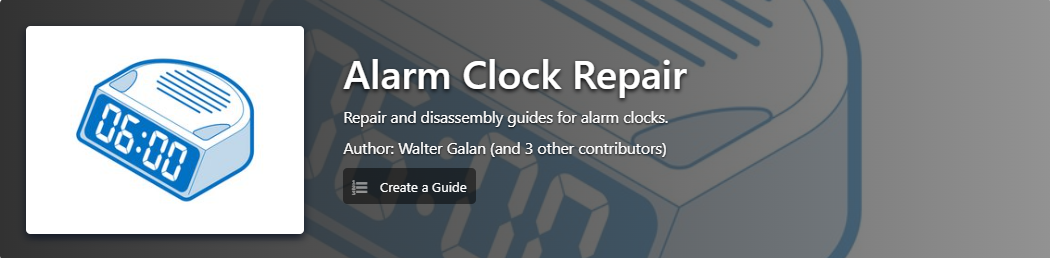 06:00
Alarm Clock Repair
Repair and disassembly guides for alarm clocks.
Author: Walter Galan (and 3 other contributors)
Create a Guide